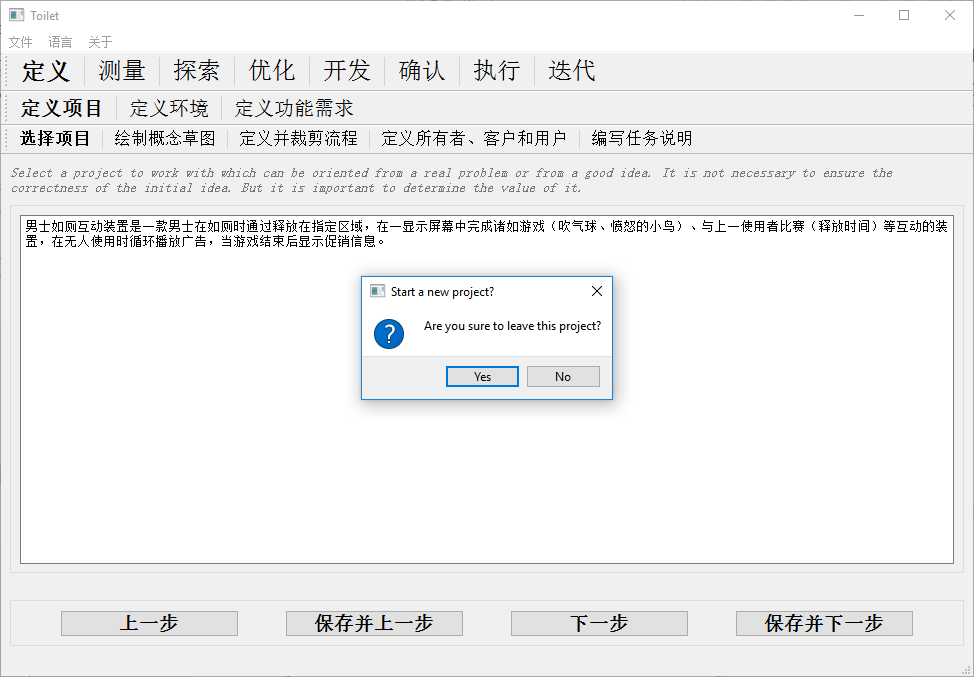 Toilet
文件 语言 关于
定义 测量 探索 优化 开发 确认 执行 迭代
定义项目 定义环境 定义功能需求
选择项目 绘制概念草图 定义并裁剪流程 定义所有者、客户和用户 编写任务说明
Select a project to work with which can be oriented from a real problem or from a good idea. It is not necessary to ensure the
correctness of the initial idea. But it is important to determine the value of it.
男士如厕互动装置是一款男士在如厕时通过释放在指定区域，在一显示屏幕中完成诸如游戏（吹气球、愤怒的小鸟）、与上一使用者比赛（释放时间）等互动的装
置，在无人使用时循环播放广告，当游戏结束后显示促销信息。
Start a new project?
Are you sure to leave this project?
Yes No
上一步 保存并上一步 下一步 保存并下一步